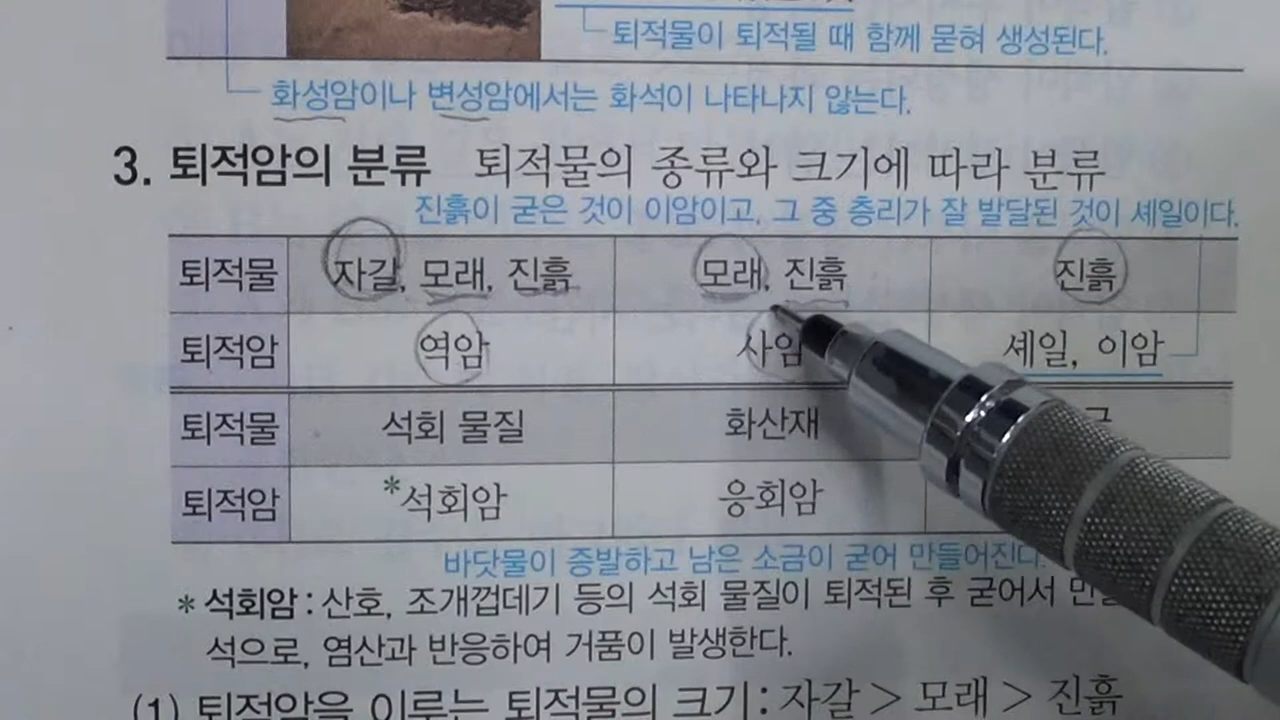 퇴적물이 퇴적될 때 함께 묻혀 생성된다.
화성암이나 변성암에서는 화석이 나타나지 않는다.
3. 퇴적암의 분류 퇴적물의 종류와 크기에 따라 분류
진흙이 굳은 것이 이암이고, 그 중 층리가 잘 발달된 것이 셰일이다.
퇴적물 자갈, 모래, 진흙 모래, 진흙 진흙
퇴적암 역암 사암 셰일, 이암
퇴적물 석회 물질 화산재
퇴적암 *석회암 응회암
바닷물이 증발하고 남은 소금이 굳어 만들어진다.
* 석회암 : 산호, 조개껍데기 등의 석회 물질이 퇴적된 후 굳어서
석으로, 염산과 반응하여 거품이 발생한다.
(1) 퇴적암을 이루는 퇴적물의 크기 : 자갈 > 모래 > 진흙